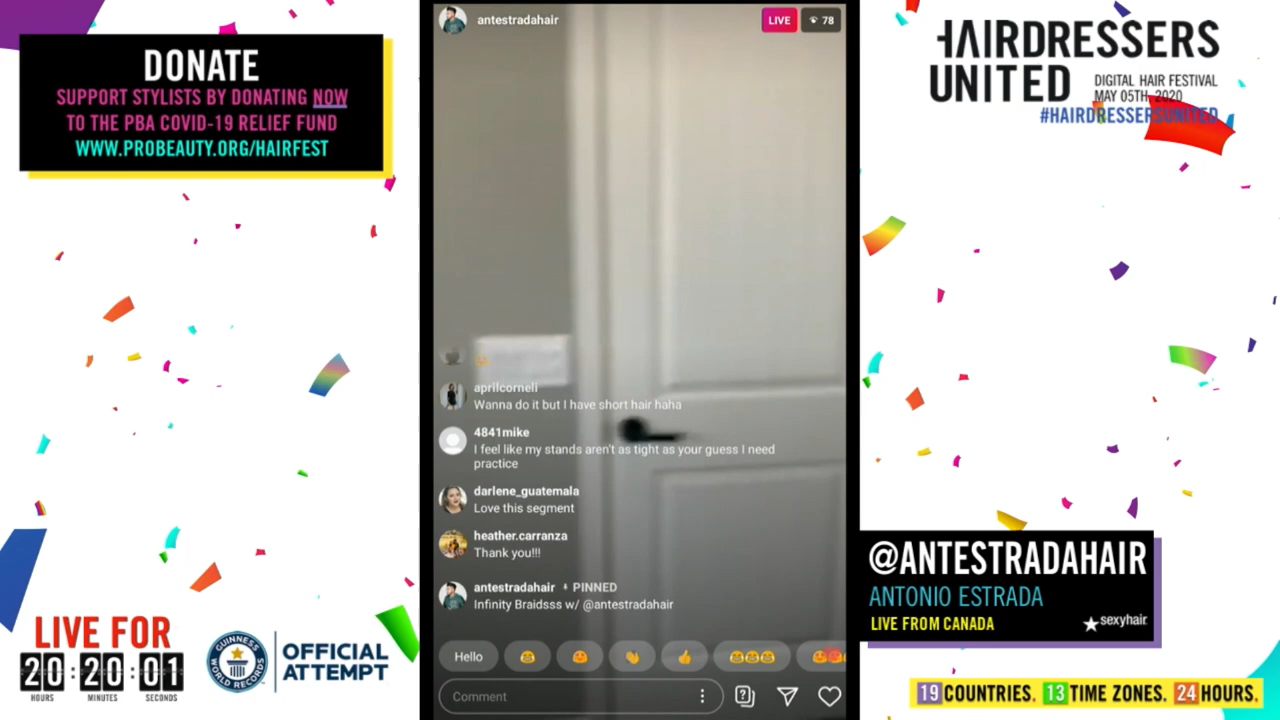 DONATE
SUPPORT STYLISTS BY DONATING NOW
TO THE PBA COVID-19 RELIEF FUND
WWW.PROBEAUTY.ORG/HAIRFEST
LIVE FOR
20:20:01
HOURS MINUTES SECONDS
GUINNESS
WORLD RECORDS
OFFICIAL
ATTEMPT
antestradahair
LIVE
78
aprilcorneli
Wanna do it but I have short hair haha
4841mike
I feel like my stands aren't as tight as your guess I need
practice
darlene_guatemala
Love this segment
heather.carranza
Thank you!!!
antestradahair PINNED
Infinity Braidsss w/ @antestradahair
Hello
Comment
HAIRDRESSERS
UNITED
DIGITAL HAIR FESTIVAL
MAY 05TH, 2020
#HAIRDRESSERSUNITED
@ANTESTRADAHAIR
ANTONIO ESTRADA
LIVE FROM CANADA
sexyhair
19 COUNTRIES. 13 TIME ZONES. 24 HOURS.